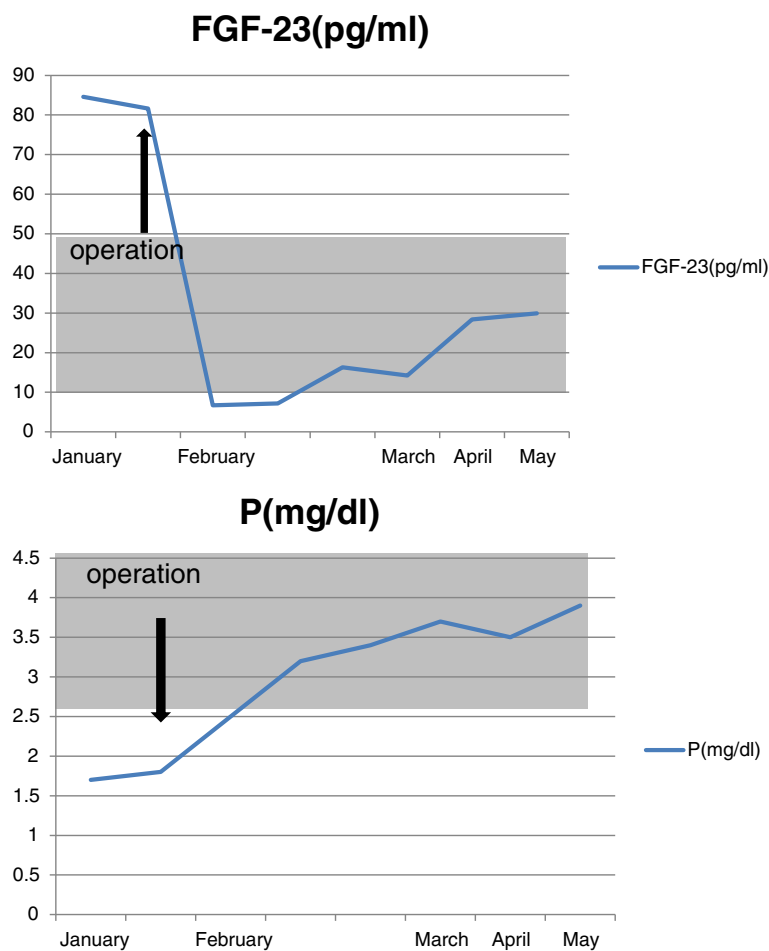 FGF-23(pg/ml)
90
80
70
60
50
operation
40
30
20
10
0
FGF-23(pg/ml)
January February March April May
P(mg/dl)
4.5
operation
4
3.5
3
2.5
2
P(mg/dl)
1.5
1
0.5
0
January February March April May